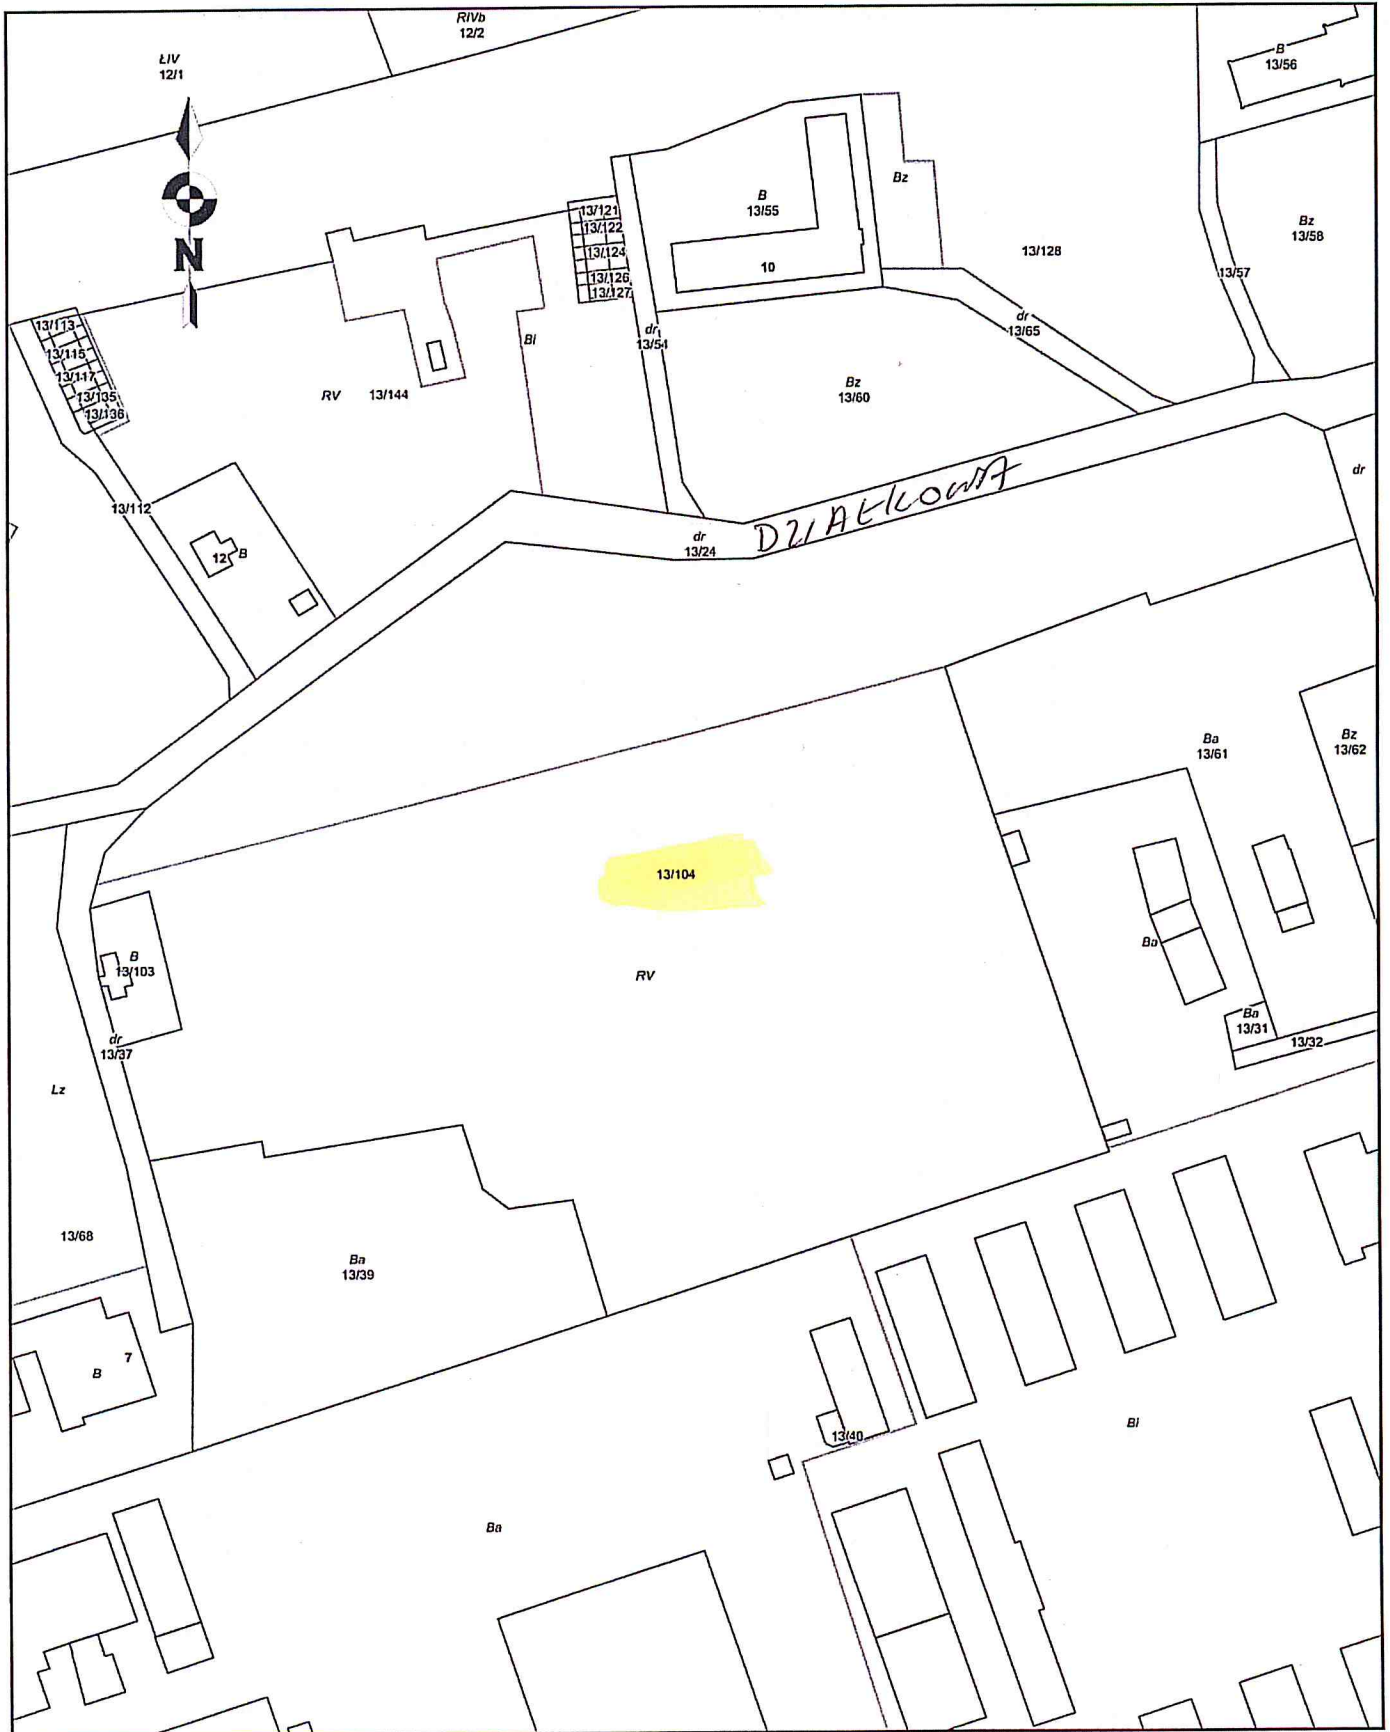 RIVb
12/2
ŁIV
12/1
B
13/56
Bz
B
13/55
13/121
13/122
13/124
13/126
13/127
Bz
13/58
13/128
N
10
13/57
13/113
13/115
13/117
13/135
13/136
dr
13/65
dr
13/54
Bi
Bz
13/60
RV 13/144
dr
DZIAŁKOWA
13/112
dr
13/24
12 B
Ba
13/61
Bz
13/62
13/104
Ba
B
13/103
RV
Ba
13/31
13/32
dr
13/37
Lz
13/68
Ba
13/39
7
B
Bi
13/40
Ba